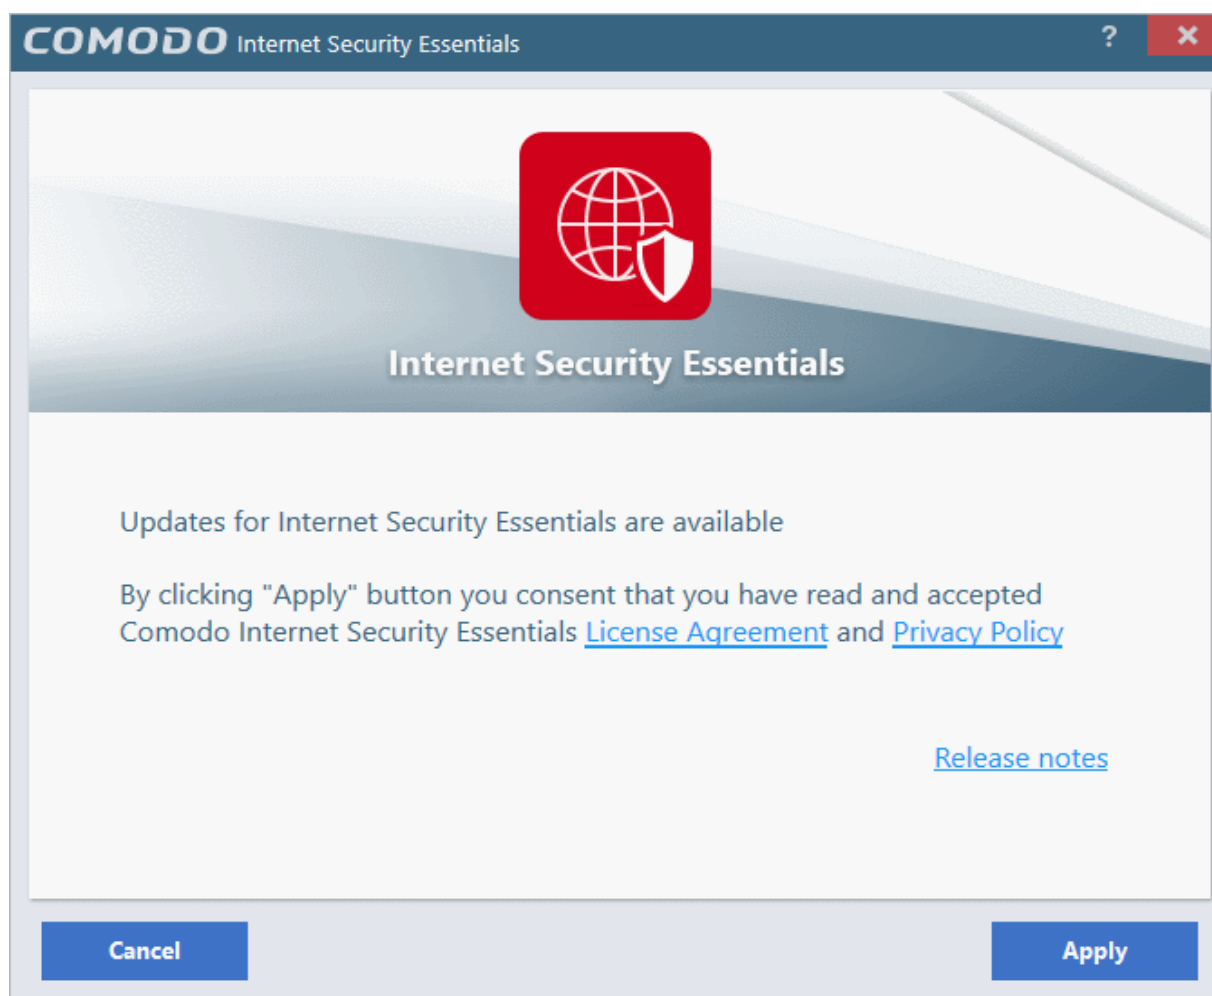 COMODO Internet Security Essentials ?
Internet Security Essentials
Updates for Internet Security Essentials are available
By clicking "Apply" button you consent that you have read and accepted
Comodo Internet Security Essentials License Agreement and Privacy Policy
Release notes
Cancel Apply